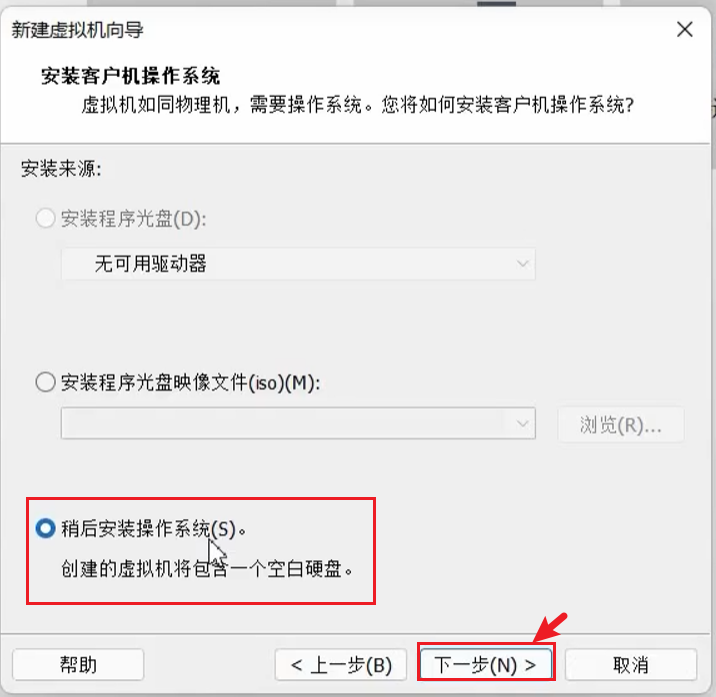 新建虚拟机向导
安装客户机操作系统
虚拟机如同物理机，需要操作系统。您将如何安装客户机操作系统?
安装来源:
安装程序光盘(D):
无可用驱动器
安装程序光盘映像文件(iso)(M):
浏览(R)...
稍后安装操作系统(S)。
创建的虚拟机将包含一个空白硬盘。
帮助
< 上一步(B)
下一步(N) >
取消